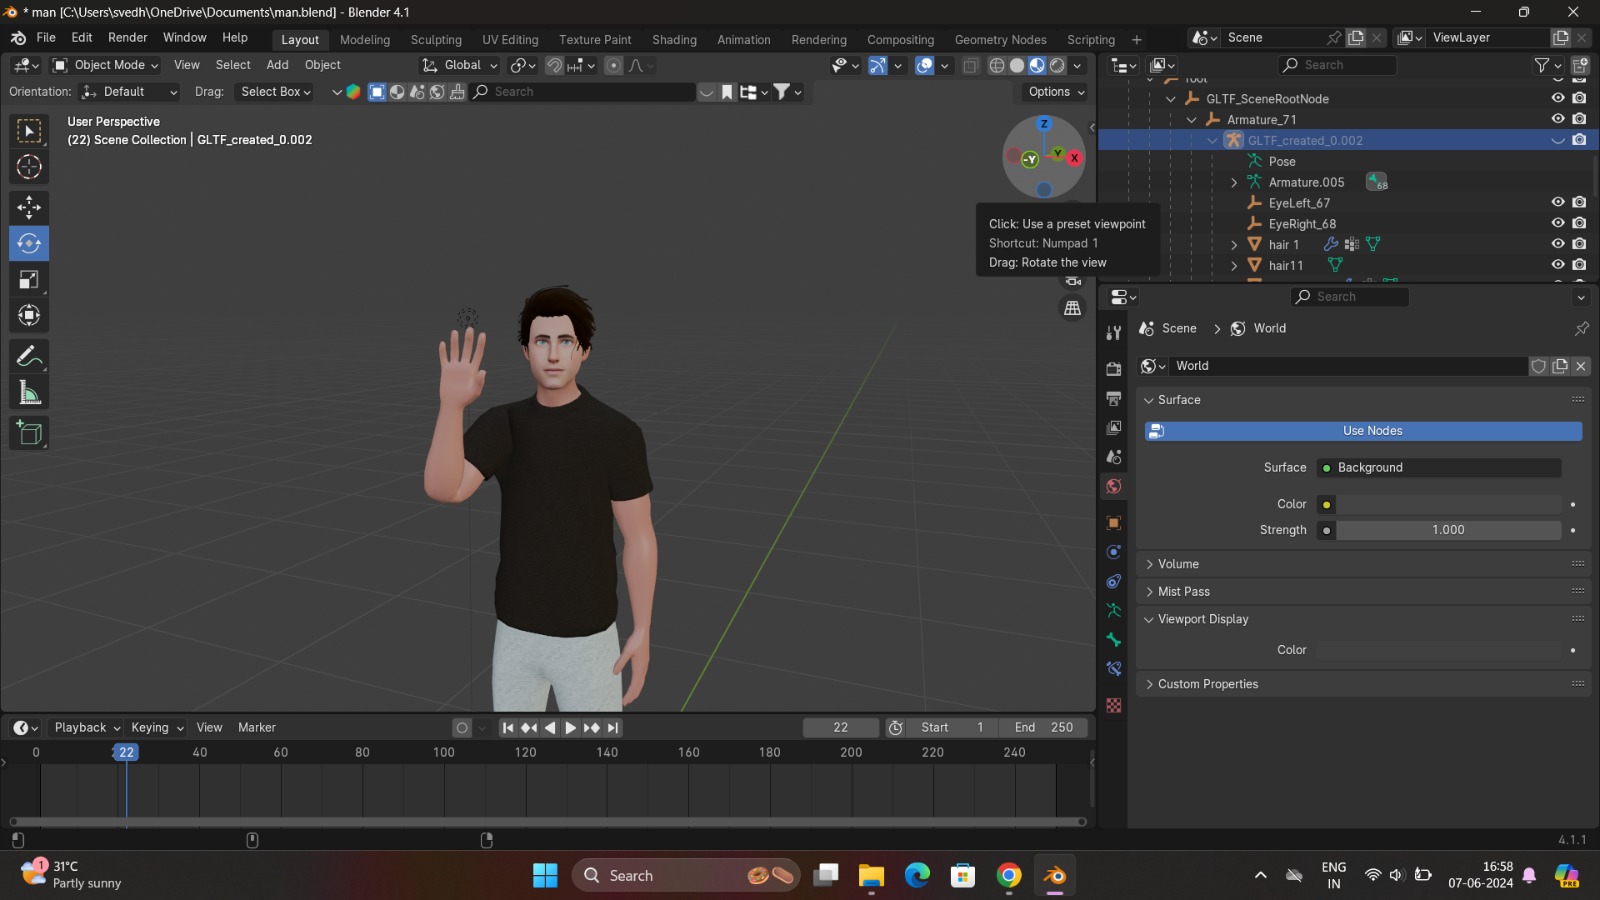 * man [C:\Users\svedh\OneDrive\Documents\man.blend] - Blender 4.1
File Edit Render Window Help
Layout Modeling Sculpting UV Editing Texture Paint Shading Animation Rendering Compositing Geometry Nodes Scripting +
Scene
ViewLayer
Object Mode View Select Add Object
Global
Search
Orientation: Default Drag: Select Box
Search
Options
User Perspective
(22) Scene Collection | GLTF_created_0.002
Z
-Y
Y
X
Click: Use a preset viewpoint
Shortcut: Numpad 1
Drag: Rotate the view
GLTF_SceneRootNode
Armature_71
GLTF_created_0.002
Pose
Armature.005
68
EyeLeft_67
EyeRight_68
hair 1
hair11
Search
Scene > World
World
Surface
Use Nodes
Surface Background
Color
Strength 1.000
Volume
Mist Pass
Viewport Display
Color
Custom Properties
Playback Keying View Marker
22
Start 1
End 250
0 22 40 60 80 100 120 140 160 180 200 220 240
4.1.1
1
31°C
Partly sunny
Search
ENG
IN
16:58
07-06-2024
PRE